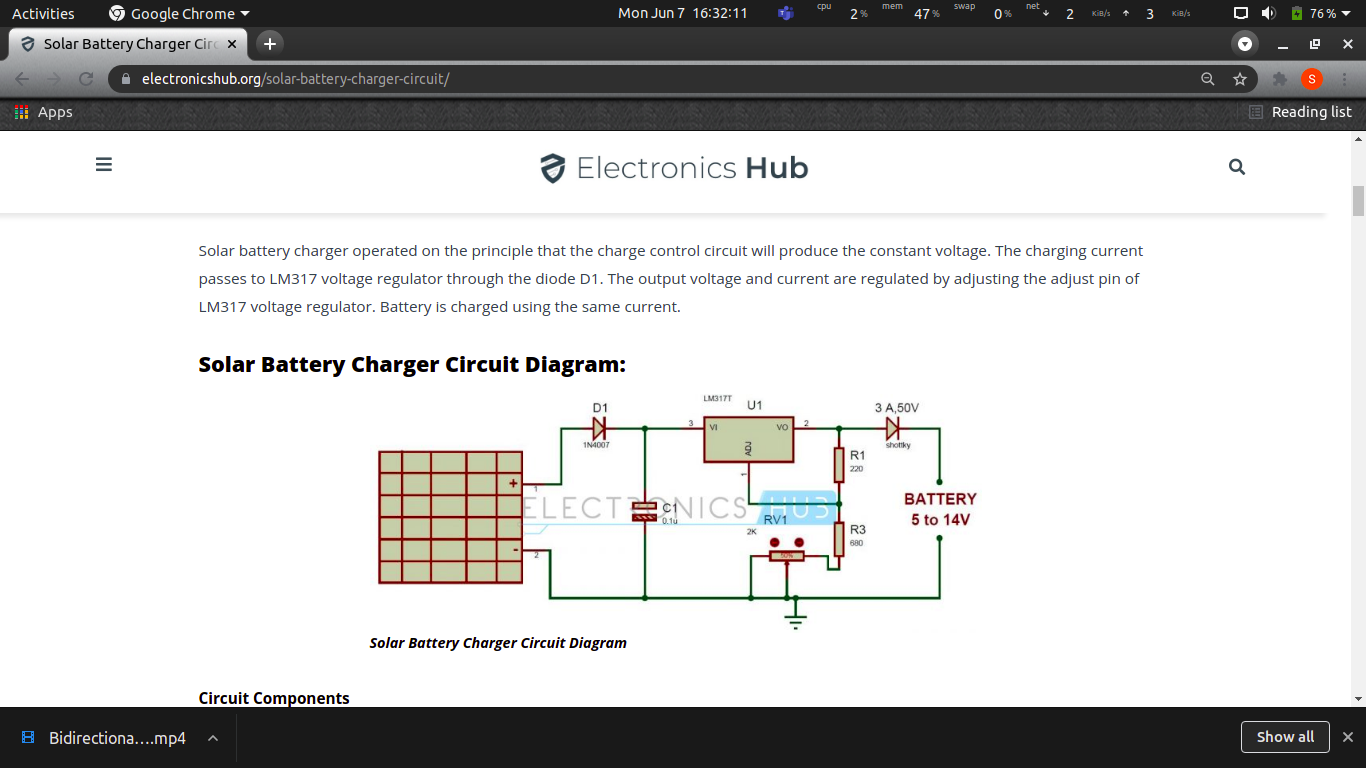 Activities Google Chrome Mon Jun 7 16:32:11 cpu 2% mem 47% swap 0% net 2 KiB/s 3 KiB/s 76%
Solar Battery Charger Circ
electronicshub.org/solar-battery-charger-circuit/
S
Apps Reading list
Electronics Hub
Solar battery charger operated on the principle that the charge control circuit will produce the constant voltage. The charging current
passes to LM317 voltage regulator through the diode D1. The output voltage and current are regulated by adjusting the adjust pin of
LM317 voltage regulator. Battery is charged using the same current.
Solar Battery Charger Circuit Diagram:
LM317T
D1 U1 3 A,50V
3 VI VO 2
1N4007 shottky
ADJ
R1
220
1
+
1
ELECTRONICS HUB
C1
0.1u
BATTERY
5 to 14V
RV1
2K
R3
680
-
2
50%
Solar Battery Charger Circuit Diagram
Circuit Components
Bidirectiona....mp4 Show all